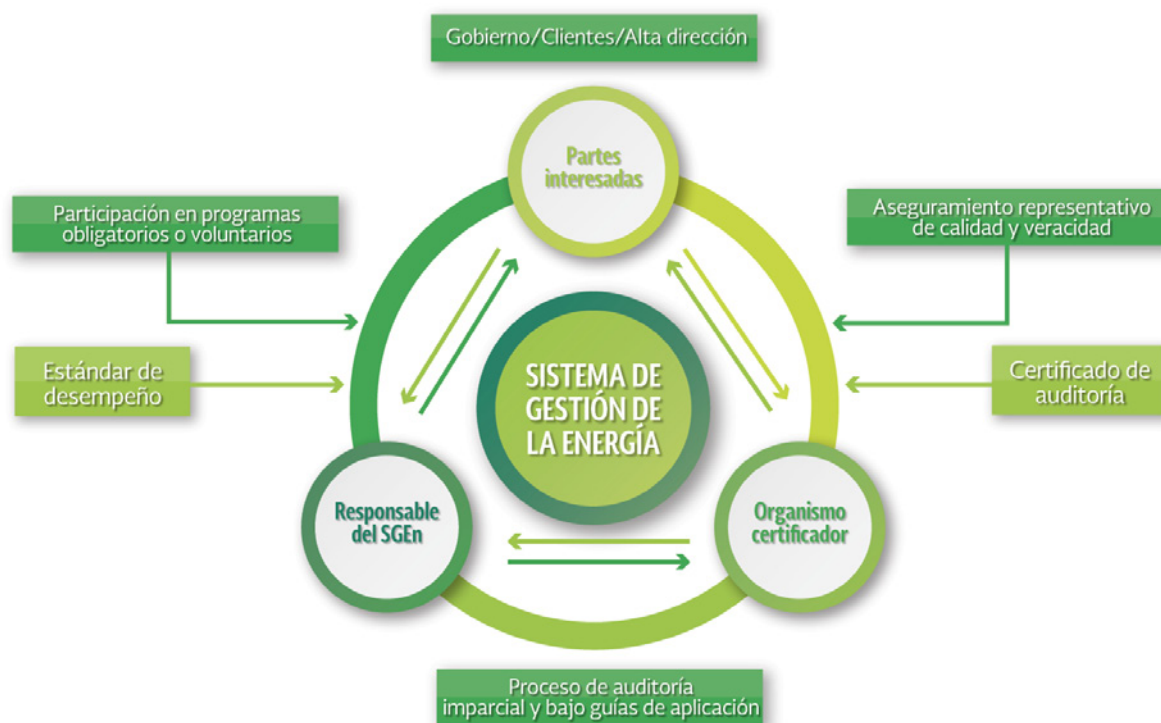 Gobierno/Clientes/Alta dirección
Partes
interesadas
Participación en programas
obligatorios o voluntarios
Aseguramiento representativo
de calidad y veracidad
Estándar de
desempeño
SISTEMA DE
GESTIÓN DE
LA ENERGÍA
Certificado de
auditoría
Responsable
del SGEn
Organismo
certificador
Proceso de auditoría
imparcial y bajo guías de aplicación